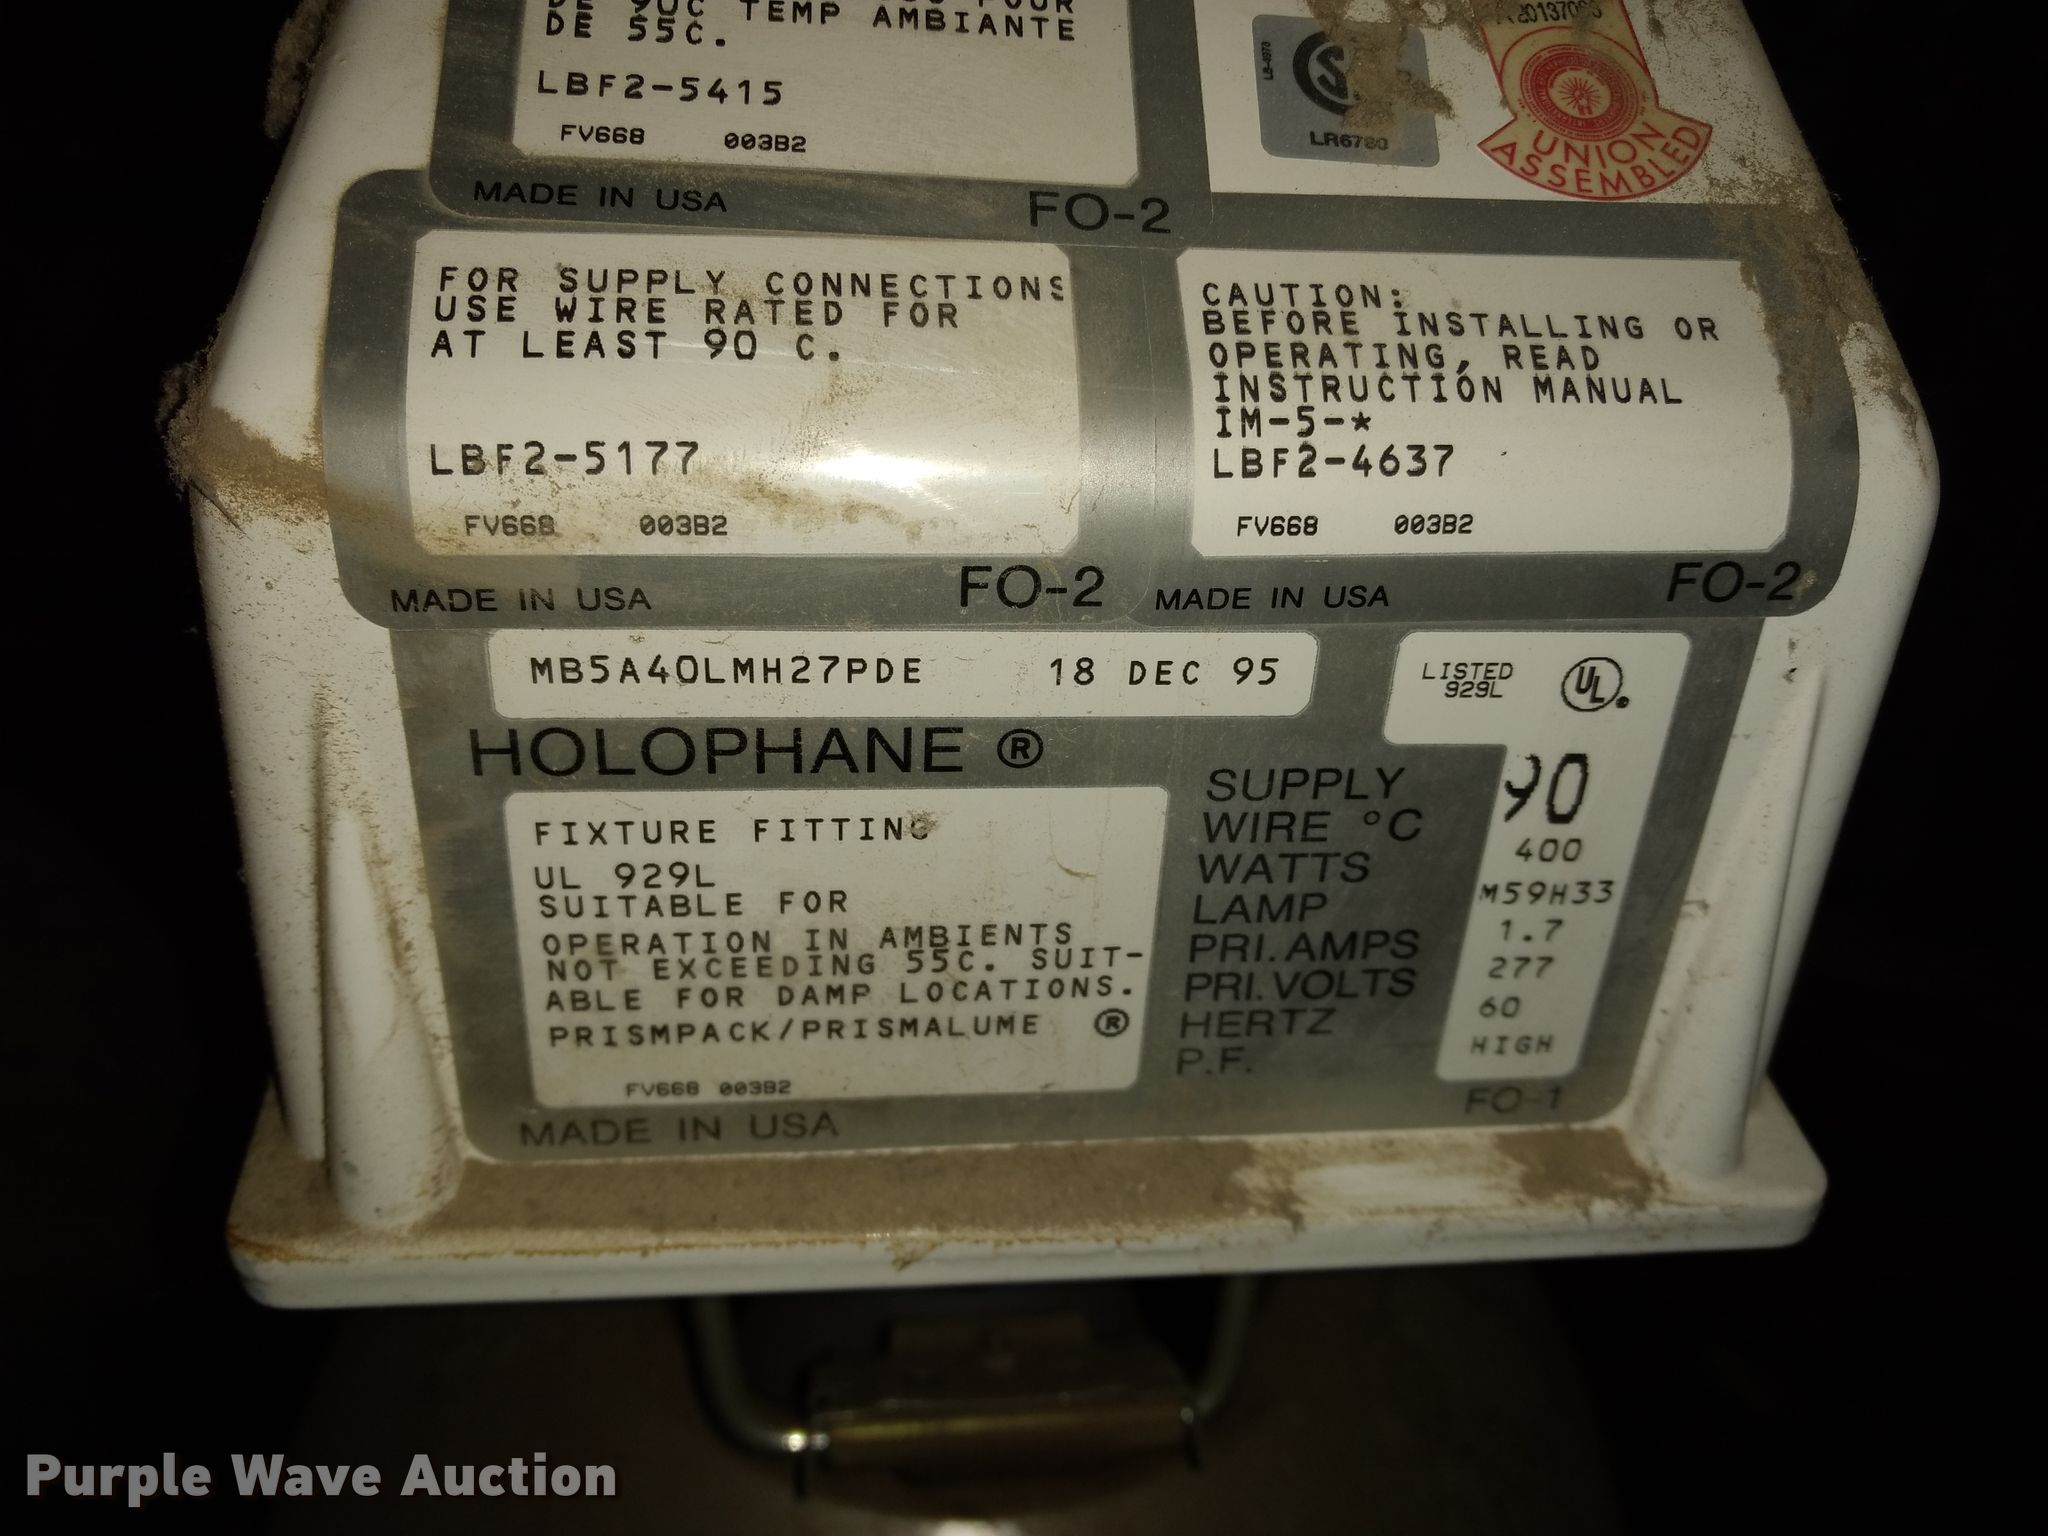 DE 90C TEMP AMBIANTE
DE 55C.
LBF2-5415
FV668 003B2
MADE IN USA FO-2
LR6780
UNION
ASSEMBLED
FOR SUPPLY CONNECTIONS
USE WIRE RATED FOR
AT LEAST 90 C.
LBF2-5177
FV668 003B2
MADE IN USA FO-2
CAUTION:
BEFORE INSTALLING OR
OPERATING, READ
INSTRUCTION MANUAL
IM-5-*
LBF2-4637
FV668 003B2
MADE IN USA FO-2
MB5A40LMH27PDE 18 DEC 95
LISTED
929L
UL®
HOLOPHANE ®
FIXTURE FITTING
UL 929L
SUITABLE FOR
OPERATION IN AMBIENTS
NOT EXCEEDING 55C. SUIT-
ABLE FOR DAMP LOCATIONS.
PRISMPACK/PRISMALUME ®
FV668 003B2
MADE IN USA
SUPPLY
WIRE °C 90
WATTS 400
LAMP M59H33
PRI. AMPS 1.7
PRI. VOLTS 277
HERTZ 60
P.F. HIGH
FO-1
Purple Wave Auction